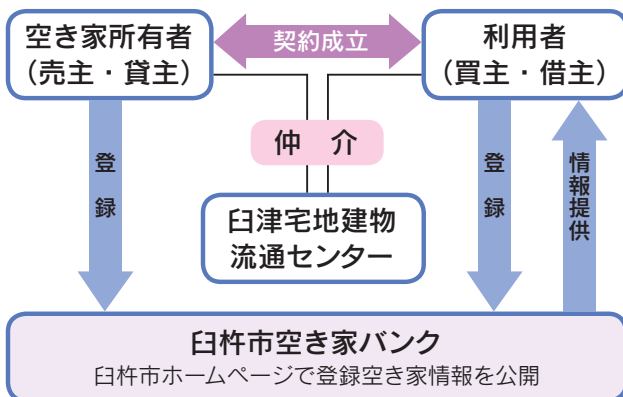 空き家所有者
（売主・貸主）
契約成立
利用者
（買主・借主）
仲　介
登録
臼津宅地建物
流通センター
登録
情報提供
臼杵市空き家バンク
臼杵市ホームページで登録空き家情報を公開